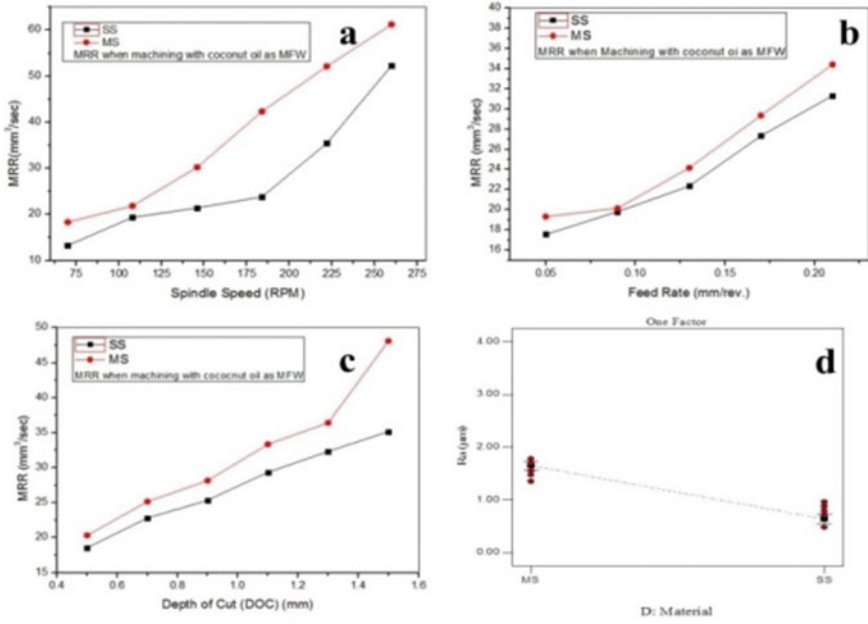 a
SS
MS
MRR when machining with coconut oil as MFW
MRR(mm³/sec)
60
50
40
30
20
10
75 100 125 150 175 200 225 250 275
Spindle Speed (RPM)
b
SS
MS
MRR when Machining with coconut oi as MFW
MRR (mm³/sec)
40
38
36
34
32
30
28
26
24
22
20
18
16
0.05 0.10 0.15 0.20
Feed Rate (mm/rev.)
c
SS
MS
MRR when machining with cococnut oil as MFW
MRR (mm³/sec)
50
45
40
35
30
25
20
15
0.4 0.6 0.8 1.0 1.2 1.4 1.6
Depth of Cut (DOC) (mm)
One Factor
d
Ra (µm)
4.00
3.00
2.00
1.00
0.00
MS SS
D: Material